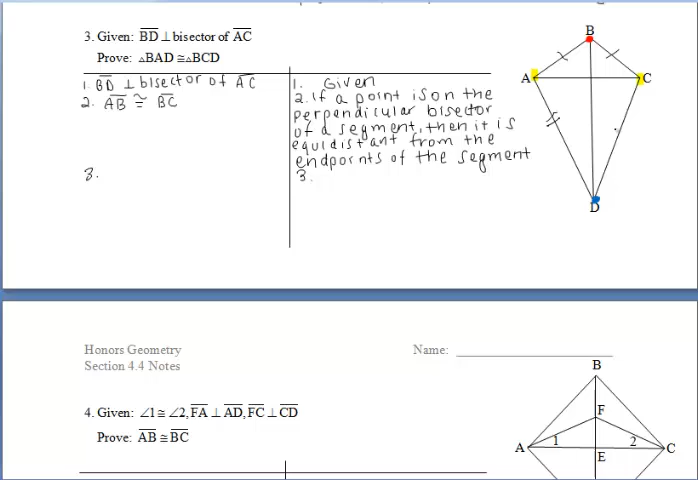 3. Given: BD ⊥ bisector of AC
Prove: △BAD ≅ △BCD
1. BD ⊥ bisector of AC
2. AB ≅ BC
3.
1. Given
2. If a point is on the
perpendicular bisector
of a segment, then it is
equidistant from the
endpoints of the segment
3.
B
A
C
D
Honors Geometry
Name:
Section 4.4 Notes
4. Given: ∠1 ≅ ∠2, FA ⊥ AD, FC ⊥ CD
Prove: AB ≅ BC
B
F
A
1
2
C
E